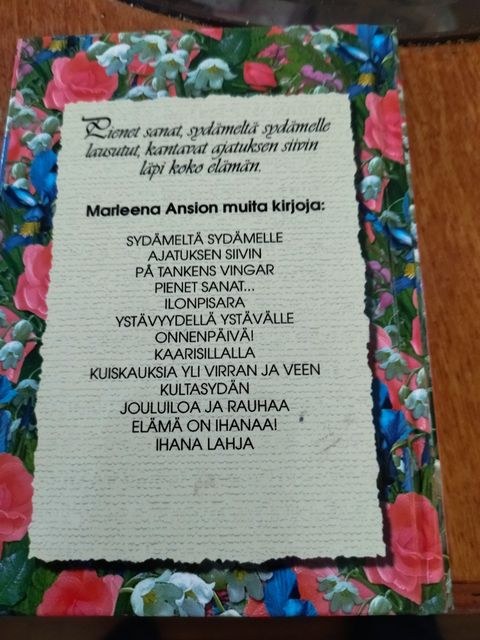 Pienet sanat, sydämeltä sydämelle
lausutut, kantavat ajatuksen siivin
läpi koko elämän.
Marleena Ansion muita kirjoja:
SYDÄMELTÄ SYDÄMELLE
AJATUKSEN SIIVIN
PÅ TANKENS VINGAR
PIENET SANAT...
ILONPISARA
YSTÄVYYDELLÄ YSTÄVÄLLE
ONNENPÄIVÄ!
KAARISILLALLA
KUISKAUKSIA YLI VIRRAN JA VEEN
KULTASYDÄN
JOULUILOA JA RAUHAA
ELÄMÄ ON IHANAA!
IHANA LAHJA